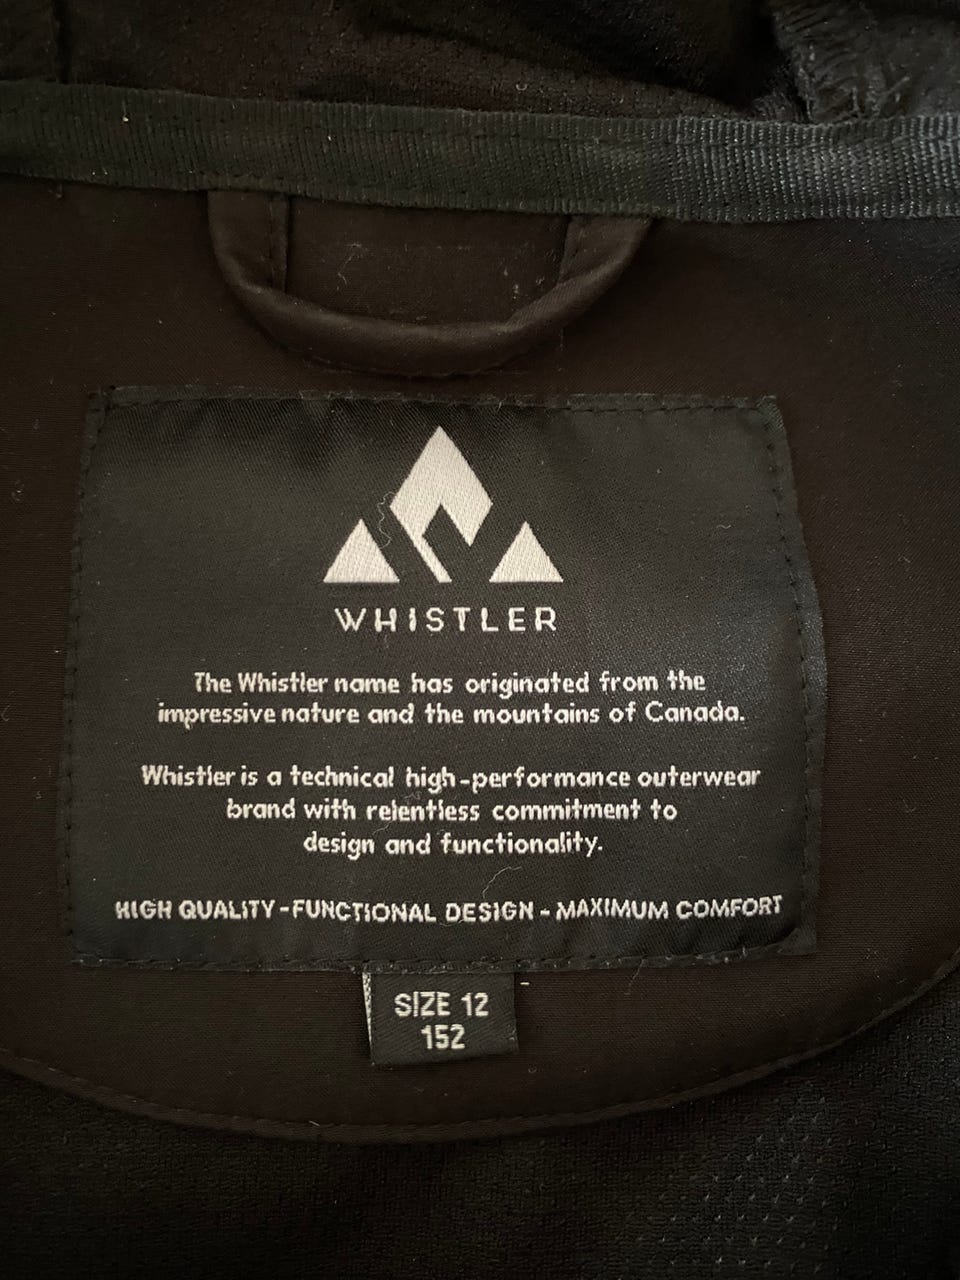 WHISTLER
The Whistler name has originated from the
impressive nature and the mountains of Canada.
Whistler is a technical high-performance outerwear
brand with relentless commitment to
design and functionality.
HIGH QUALITY - FUNCTIONAL DESIGN - MAXIMUM COMFORT
SIZE 12
152